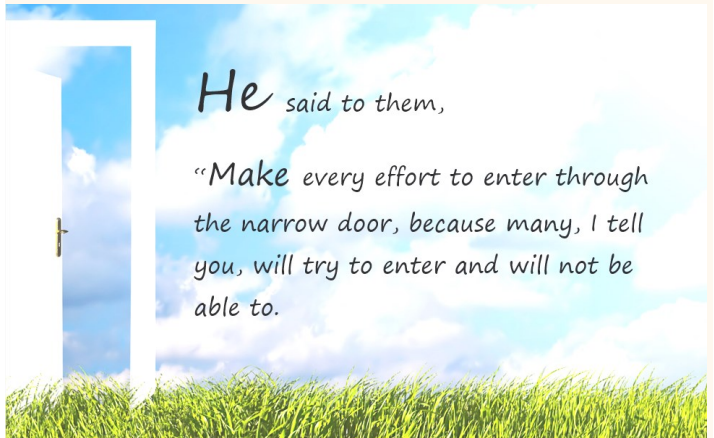 He said to them,
“Make every effort to enter through
the narrow door, because many, I tell
you, will try to enter and will not be
able to.